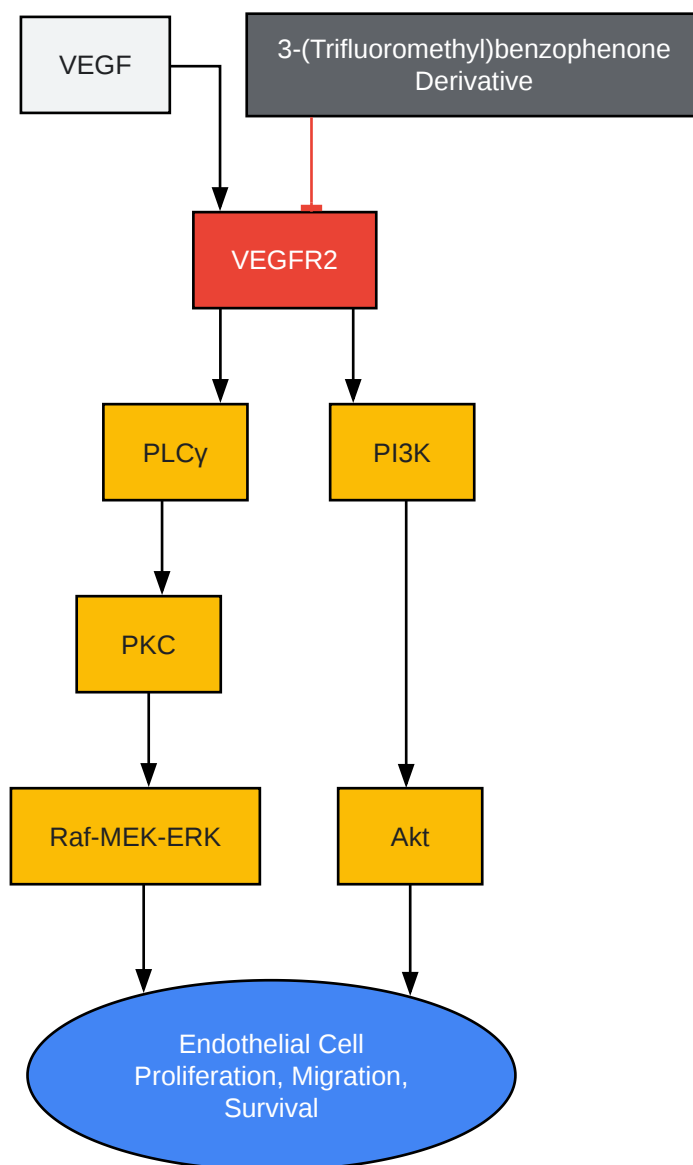 VEGF
3-(Trifluoromethyl)benzophenone
Derivative
VEGFR2
PLCγ
PI3K
PKC
Raf-MEK-ERK
Akt
Endothelial Cell
Proliferation, Migration,
Survival